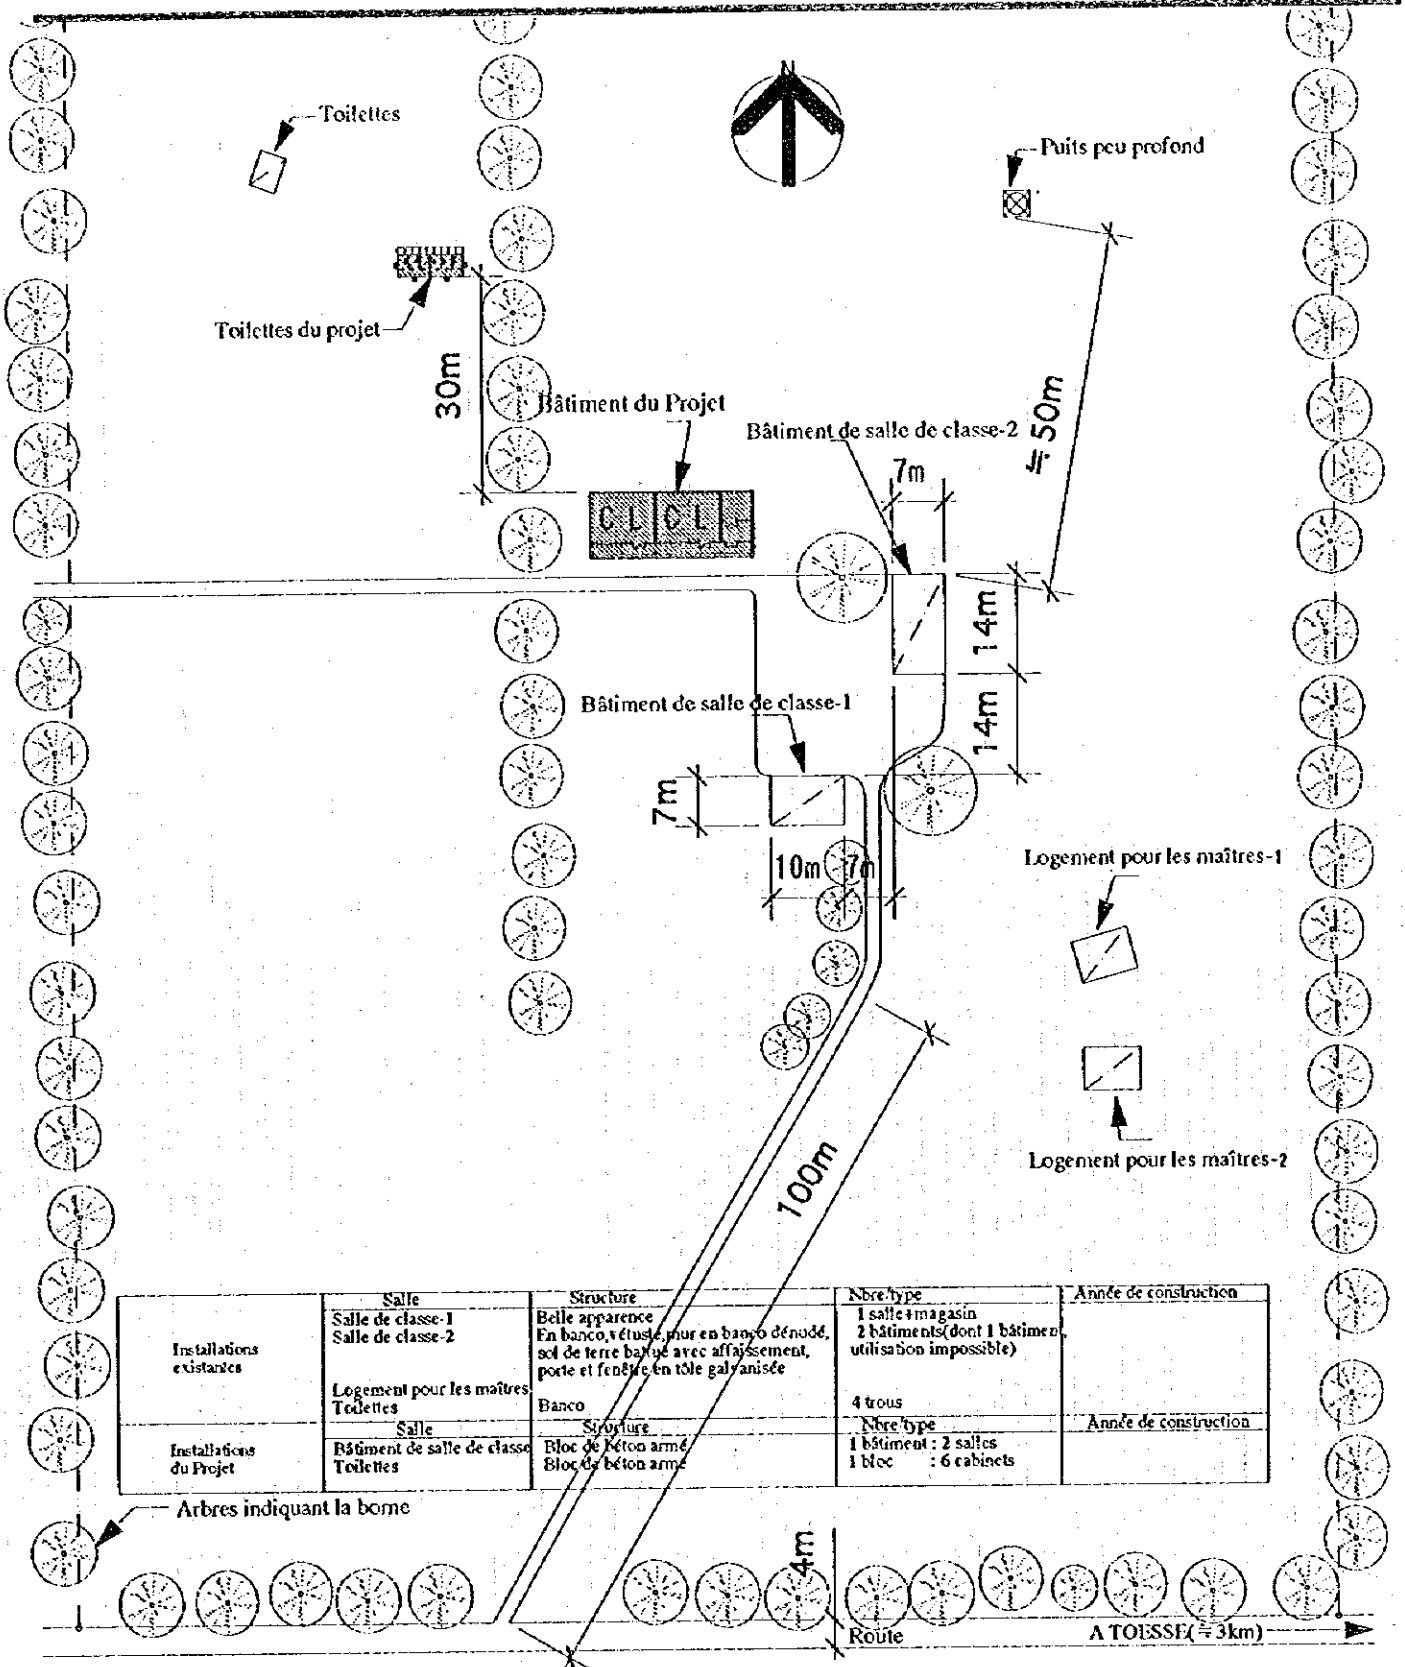 N
Toilettes
Puits peu profond
Toilettes du projet
30m
Bâtiment du Projet
Bâtiment de salle de classe-2
≒50m
7m
CL CL
14m
14m
Bâtiment de salle de classe-1
7m
10m 7m
Logement pour les maîtres-1
Logement pour les maîtres-2
100m
Installations existantes
Salle Structure Nbre/type Année de construction
Salle de classe-1 Belle apparence 1 salle+magasin
Salle de classe-2 En banco, vétuste, mur en banco dénudé, 2 bâtiments(dont 1 bâtiment,
sol de terre battue avec affaissement, utilisation impossible)
porte et fenêtre en tôle galvanisée
Logement pour les maîtres
Toilettes Banco 4 trous
Installations du Projet
Salle Structure Nbre/type Année de construction
Bâtiment de salle de classe Bloc de béton armé 1 bâtiment : 2 salles
Toilettes Bloc de béton armé 1 bloc : 6 cabinets
Arbres indiquant la borne
4m
Route
A TOESSE(≒3km)